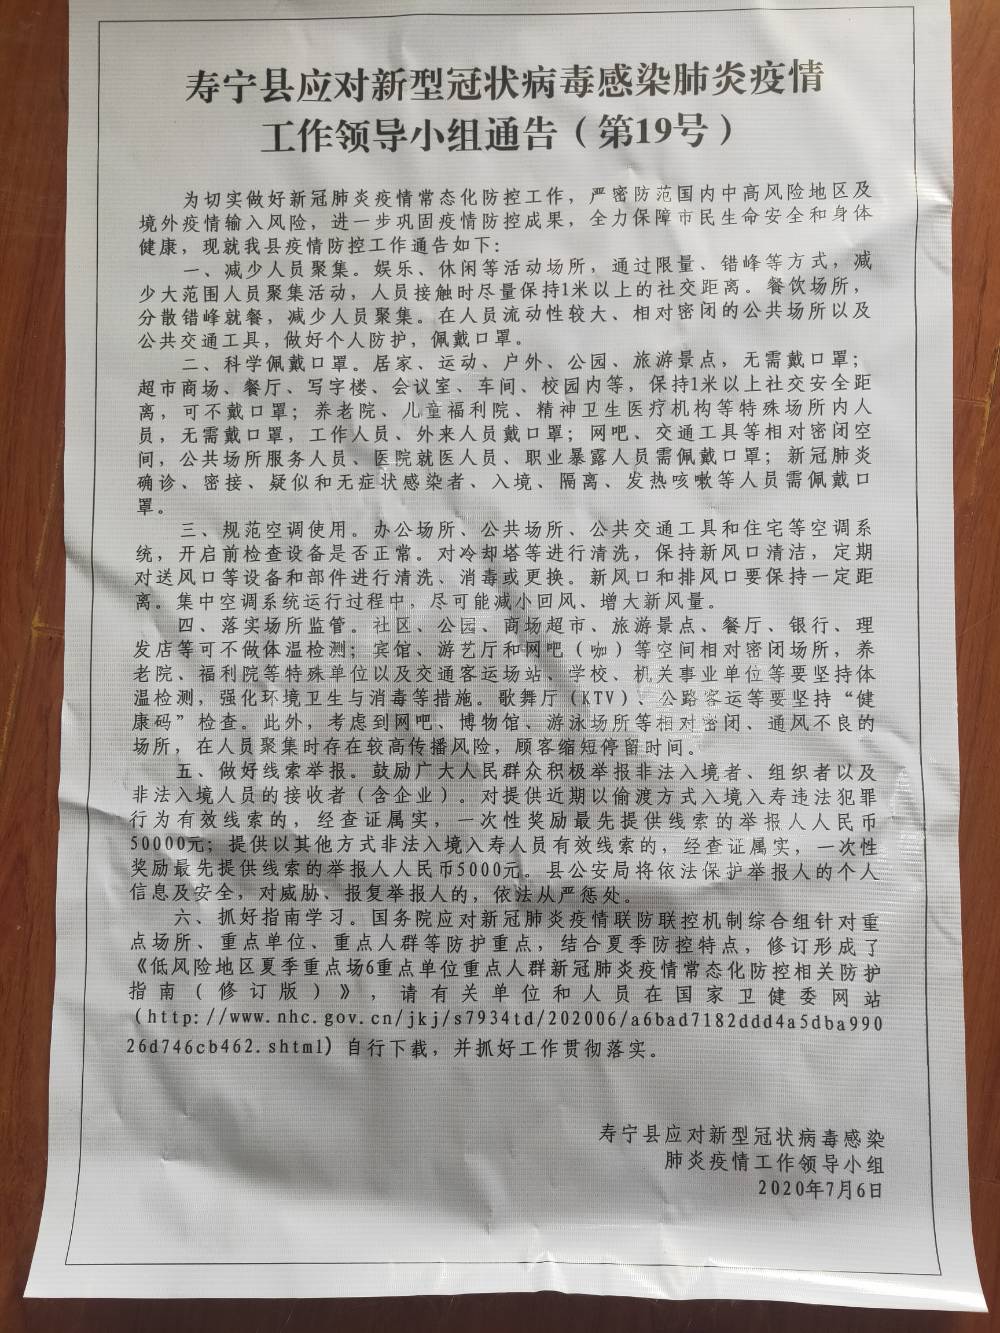 寿宁县应对新型冠状病毒感染肺炎疫情
工作领导小组通告（第19号）
为切实做好新冠肺炎疫情常态化防控工作，严密防范国内中高风险地区及
境外疫情输入风险，进一步巩固疫情防控成果，全力保障市民生命安全和身体
健康，现就我县疫情防控工作通告如下：
一、减少人员聚集。娱乐、休闲等活动场所，通过限量、错峰等方式，减
少大范围人员聚集活动，人员接触时尽量保持1米以上的社交距离。餐饮场所，
分散错峰就餐，减少人员聚集。在人员流动性较大、相对密闭的公共场所以及
公共交通工具，做好个人防护，佩戴口罩。
二、科学佩戴口罩。居家、运动、户外、公园、旅游景点，无需戴口罩；
超市商场、餐厅、写字楼、会议室、车间、校园内等，保持1米以上社交安全距
离，可不戴口罩；养老院、儿童福利院、精神卫生医疗机构等特殊场所内人
员，无需戴口罩，工作人员、外来人员戴口罩；网吧、交通工具等相对密闭空
间，公共场所服务人员、医院就医人员、职业暴露人员需佩戴口罩；新冠肺炎
确诊、密接、疑似和无症状感染者、入境、隔离、发热咳嗽等人员需佩戴口
罩。
三、规范空调使用。办公场所、公共场所、公共交通工具和住宅等空调系
统，开启前检查设备是否正常。对冷却塔等进行清洗，保持新风口清洁，定期
对送风口等设备和部件进行清洗、消毒或更换。新风口和排风口要保持一定距
离。集中空调系统运行过程中，尽可能减小回风、增大新风量。
四、落实场所监管。社区、公园、商场超市、旅游景点、餐厅、银行、理
发店等可不做体温检测；宾馆、游艺厅和网吧（咖）等空间相对密闭场所，养
老院、福利院等特殊单位以及交通客运场站、学校、机关事业单位等要坚持体
温检测，强化环境卫生与消毒等措施。歌舞厅（KTV）、公路客运等要坚持“健
康码”检查。此外，考虑到网吧、博物馆、游泳场所等相对密闭、通风不良的
场所，在人员聚集时存在较高传播风险，顾客缩短停留时间。
五、做好线索举报。鼓励广大人民群众积极举报非法入境者、组织者以及
非法入境人员的接收者（含企业）。对提供近期以偷渡方式入境入寿违法犯罪
行为有效线索的，经查证属实，一次性奖励最先提供线索的举报人人民币
50000元；提供以其他方式非法入境入寿人员有效线索的，经查证属实，一次性
奖励最先提供线索的举报人人民币5000元。县公安局将依法保护举报人的个人
信息及安全，对威胁、报复举报人的，依法从严惩处。
六、抓好指南学习。国务院应对新冠肺炎疫情联防联控机制综合组针对重
点场所、重点单位、重点人群等防护重点，结合夏季防控特点，修订形成了
《低风险地区夏季重点场6重点单位重点人群新冠肺炎疫情常态化防控相关防护
指南（修订版）》，请有关单位和人员在国家卫健委网站
（http://www.nhc.gov.cn/jkj/s7934td/202006/a6bad7182ddd4a5dba990
26d746cb462.shtml）自行下载，并抓好工作贯彻落实。
寿宁县应对新型冠状病毒感染
肺炎疫情工作领导小组
2020年7月6日